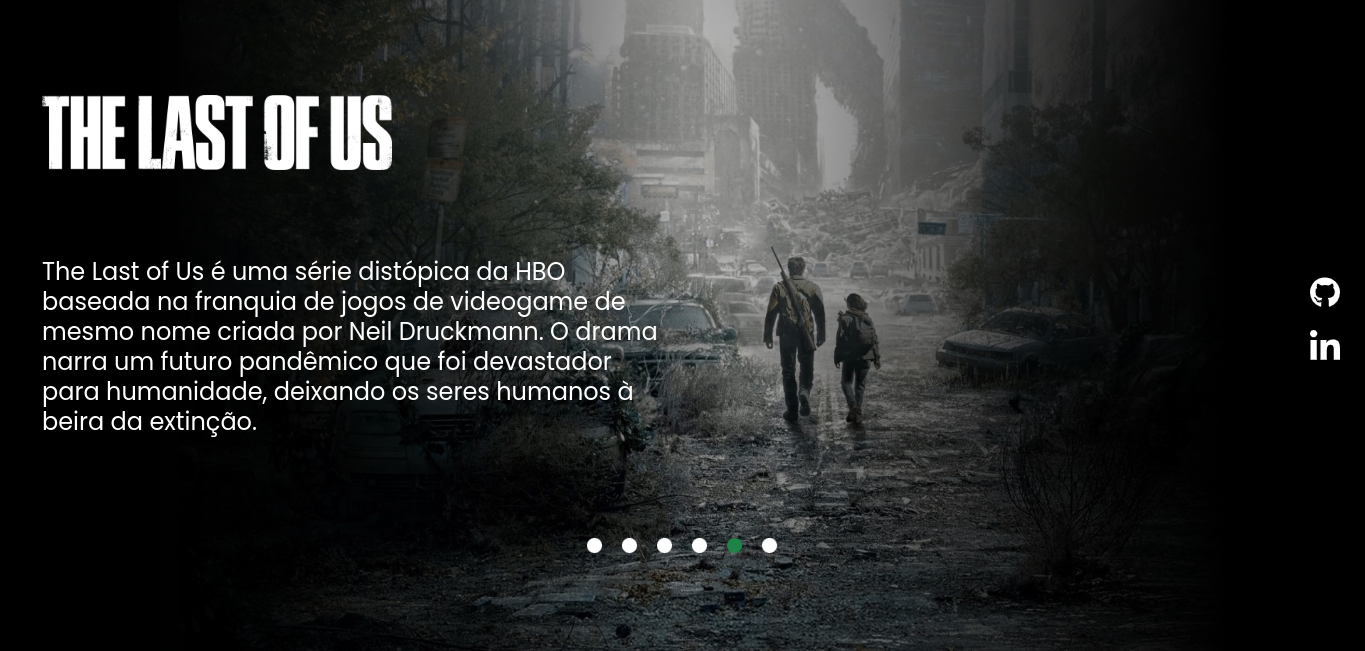 THE LAST OF US
The Last of Us é uma série distópica da HBO
baseada na franquia de jogos de videogame de
mesmo nome criada por Neil Druckmann. O drama
narra um futuro pandêmico que foi devastador
para humanidade, deixando os seres humanos à
beira da extinção.
in